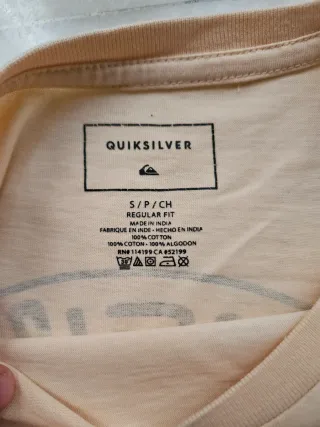 QUIKSILVER
S / P / CH
REGULAR FIT
MADE IN INDIA
FABRIQUE EN INDE - HECHO EN INDIA
100% COTTON
100% COTON - 100% ALGODON
RN# 114199 CA #52199